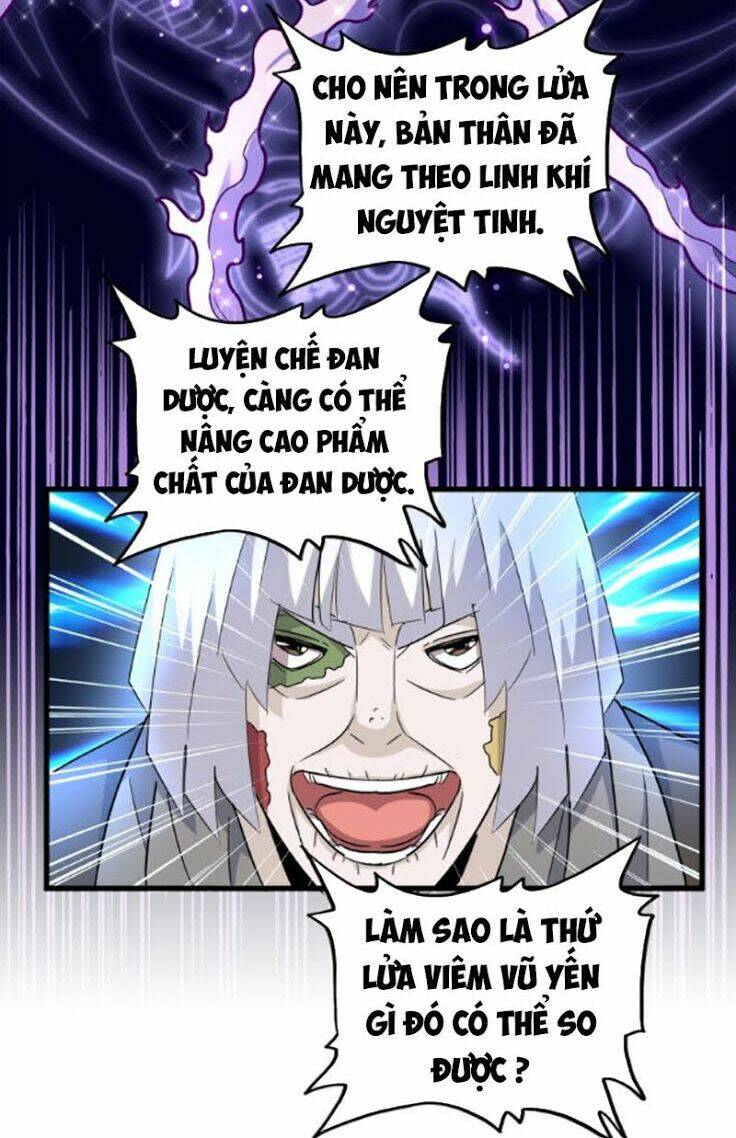 CHO NÊN TRONG LỬA
NÀY, BẢN THÂN ĐÃ
MANG THEO LINH KHÍ
NGUYỆT TINH.
LUYỆN CHẾ ĐAN
DƯỢC, CÀNG CÓ THỂ
NÂNG CAO PHẨM
CHẤT CỦA ĐAN DƯỢC.
LÀM SAO LÀ THỨ
LỬA VIÊM VŨ YẾN
GÌ ĐÓ CÓ THỂ SO
ĐƯỢC ?